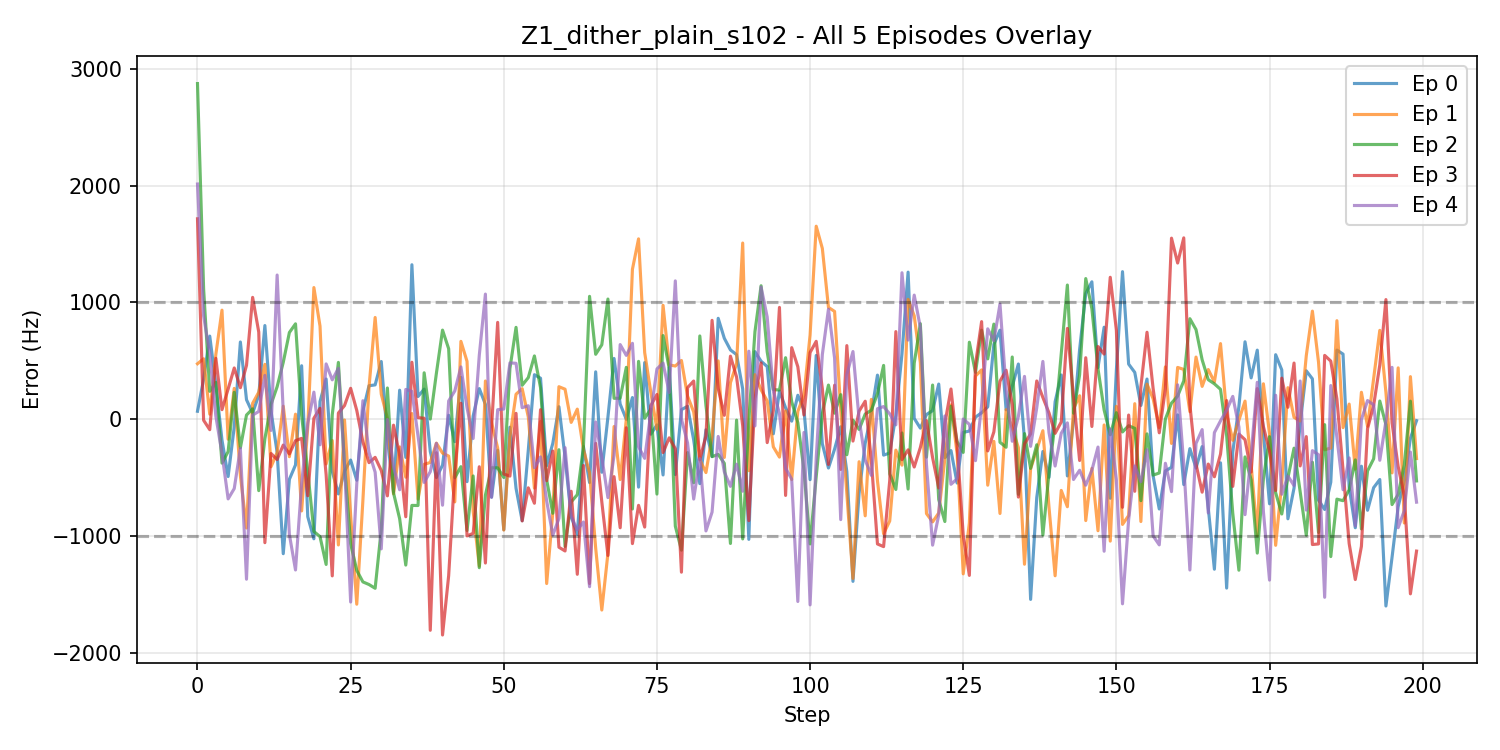 Z1_dither_plain_s102 - All 5 Episodes Overlay
Error (Hz)
3000
2000
1000
0
−1000
−2000
Ep 0
Ep 1
Ep 2
Ep 3
Ep 4
0 25 50 75 100 125 150 175 200
Step